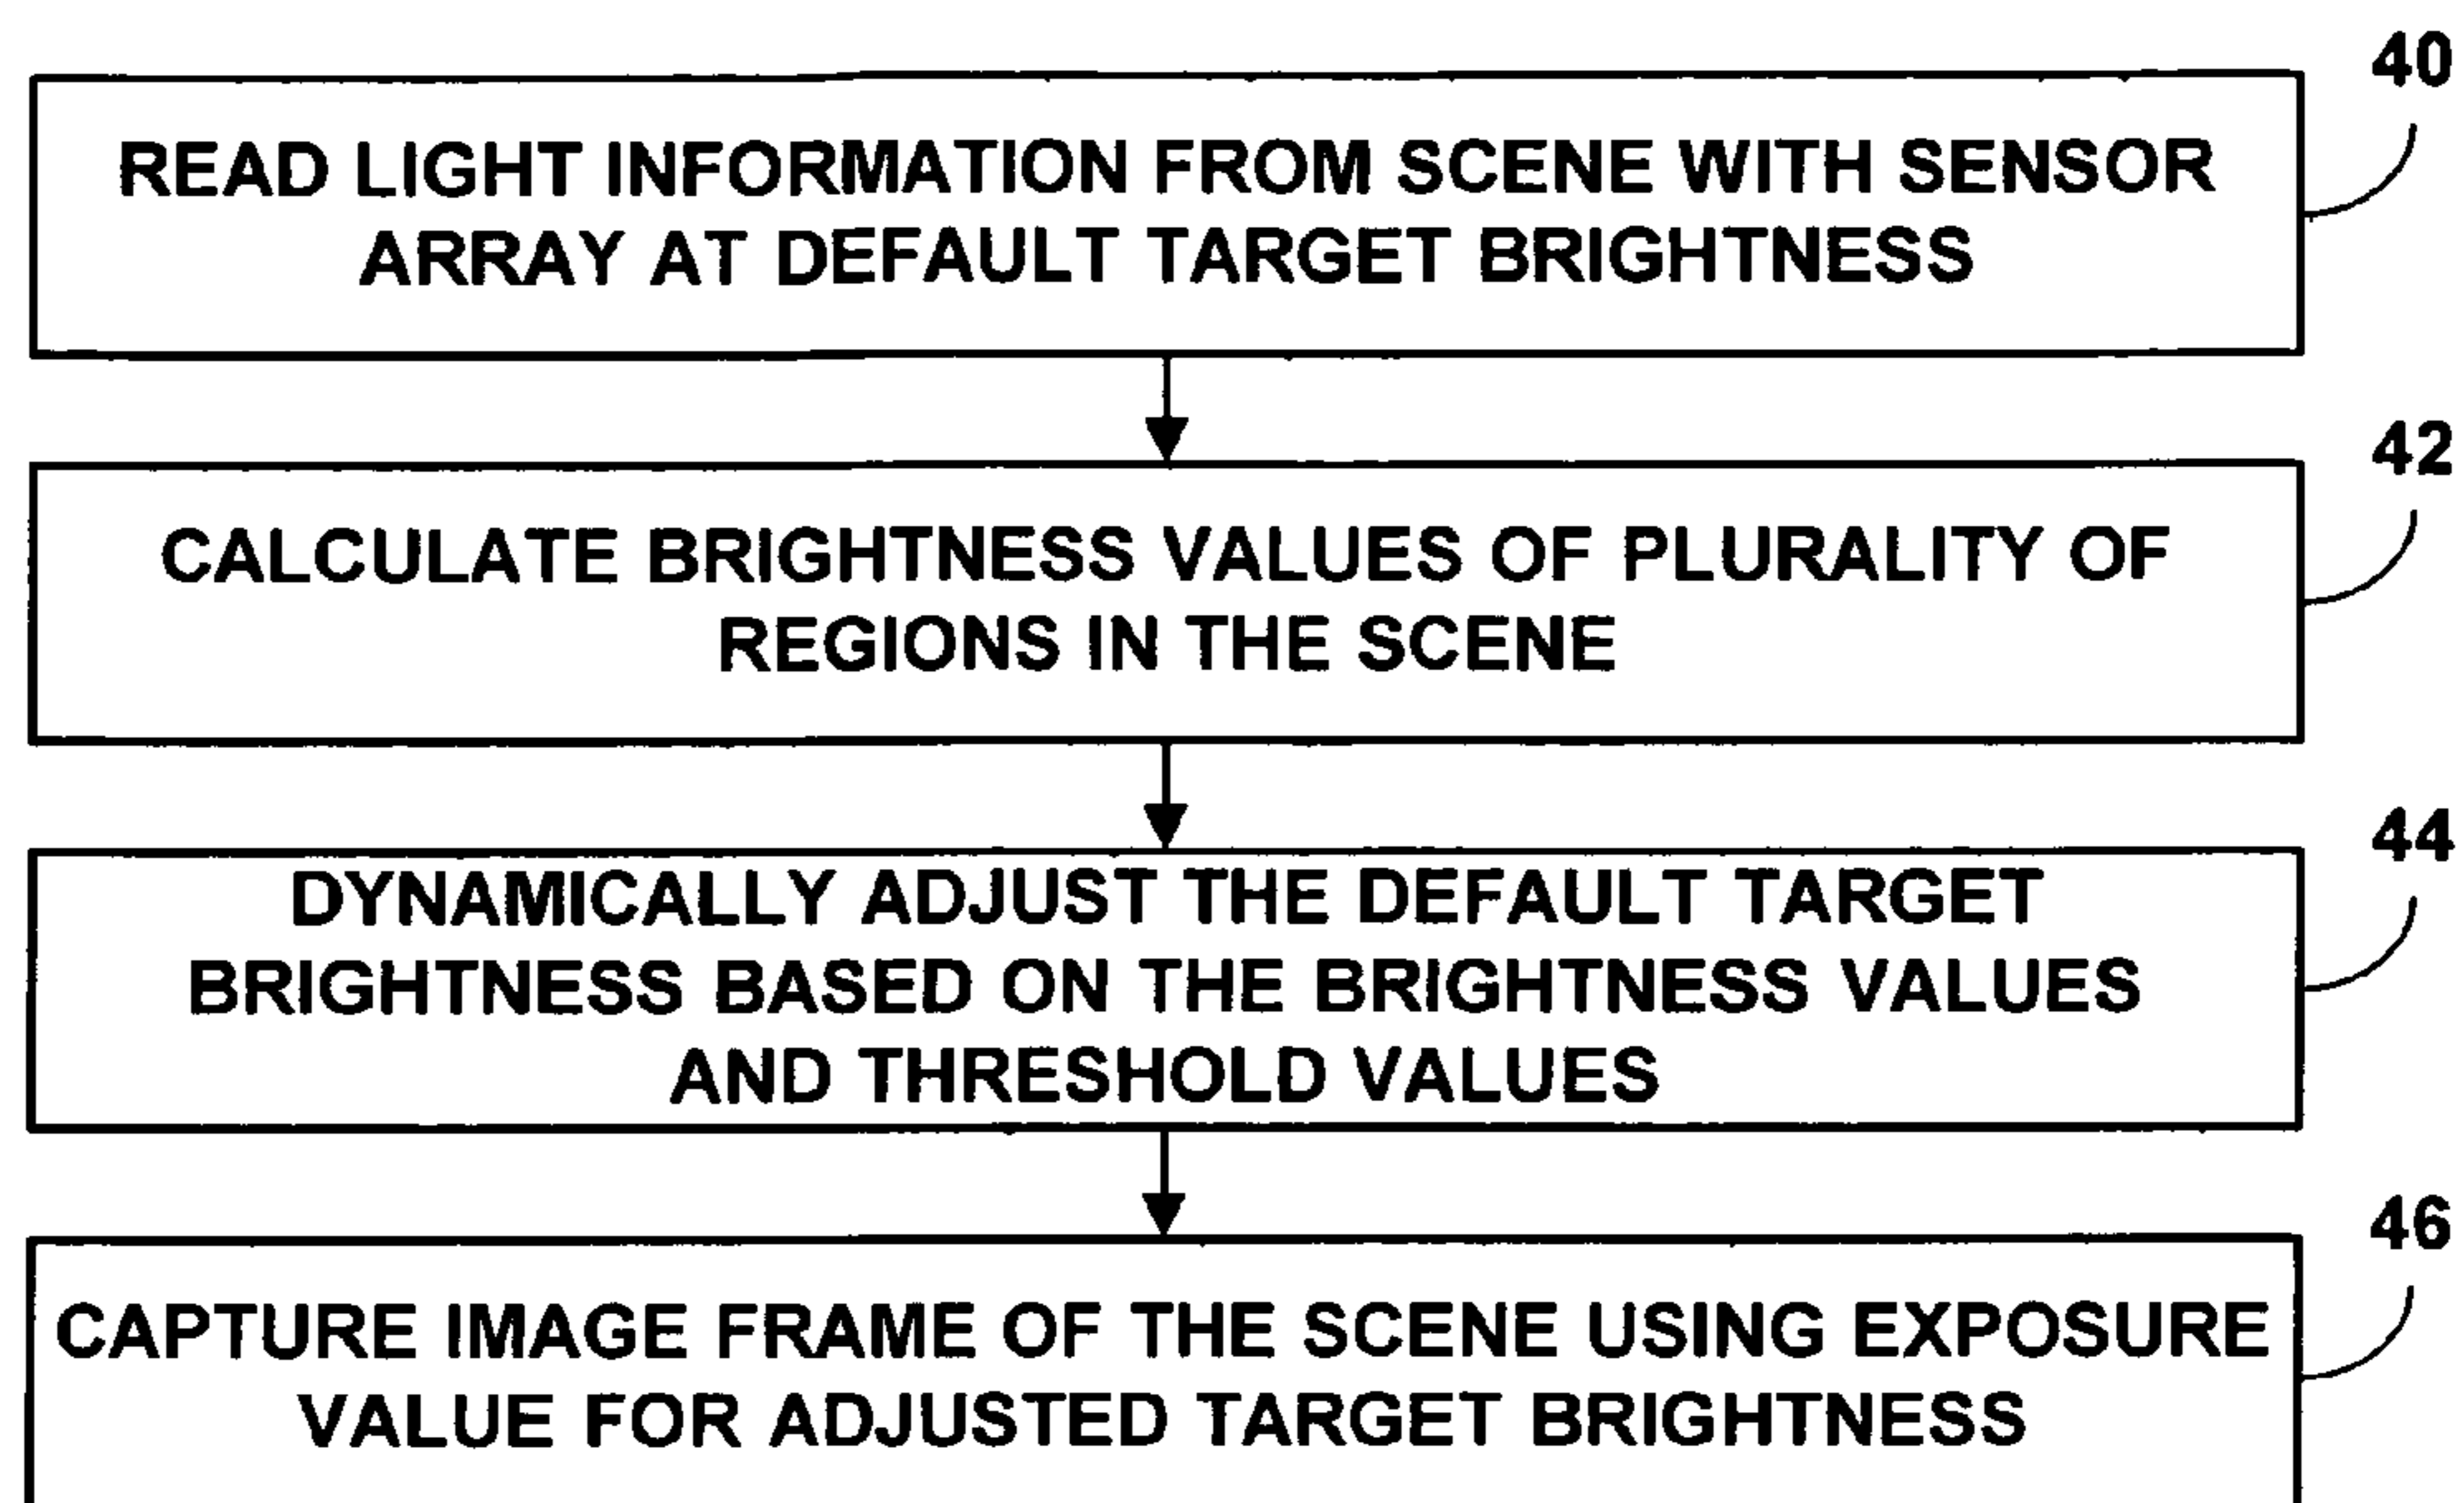 40
READ LIGHT INFORMATION FROM SCENE WITH SENSOR
ARRAY AT DEFAULT TARGET BRIGHTNESS
42
CALCULATE BRIGHTNESS VALUES OF PLURALITY OF
REGIONS IN THE SCENE
44
DYNAMICALLY ADJUST THE DEFAULT TARGET
BRIGHTNESS BASED ON THE BRIGHTNESS VALUES
AND THRESHOLD VALUES
46
CAPTURE IMAGE FRAME OF THE SCENE USING EXPOSURE
VALUE FOR ADJUSTED TARGET BRIGHTNESS